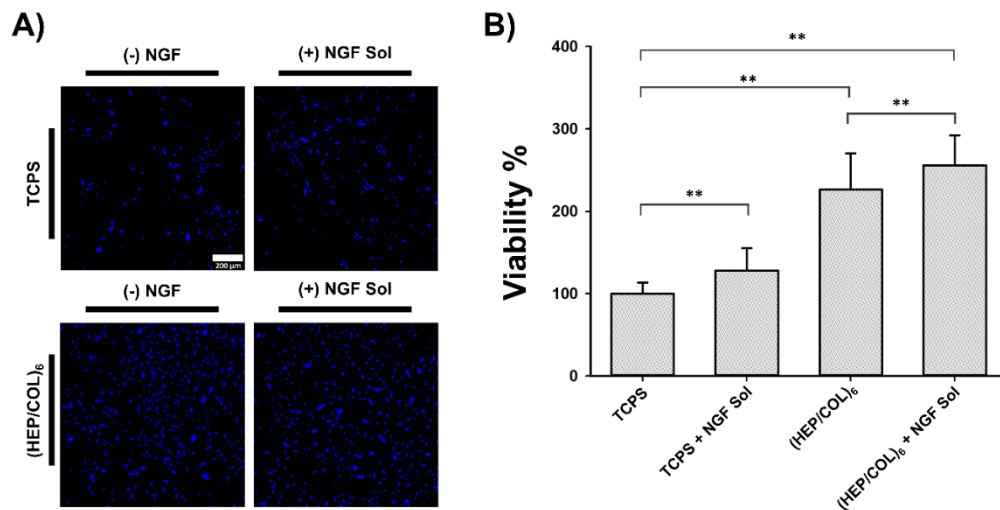 A)
(-) NGF
(+) NGF Sol
TCPS
200 µm
(-) NGF
(+) NGF Sol
(HEP/COL)₆
B)
Viability %
400
300
200
100
0
**
**
**
**
TCPS
TCPS + NGF Sol
(HEP/COL)₆
(HEP/COL)₆ + NGF Sol